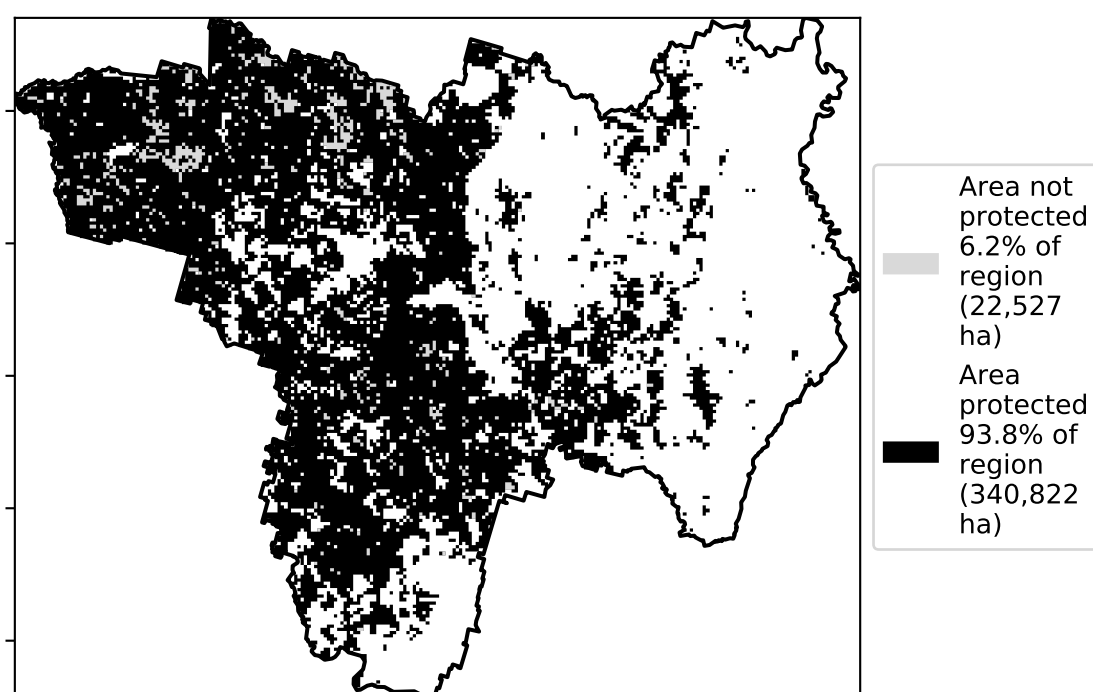 Area not
protected
6.2% of
region
(22,527
ha)
Area
protected
93.8% of
region
(340,822
ha)